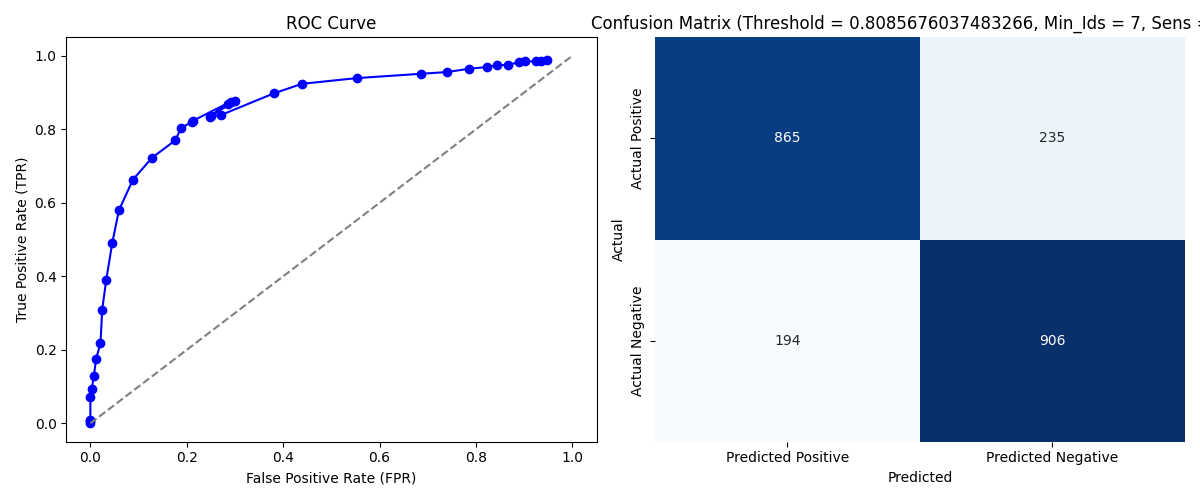 ROC Curve
True Positive Rate (TPR)
1.0
0.8
0.6
0.4
0.2
0.0
0.0 0.2 0.4 0.6 0.8 1.0
False Positive Rate (FPR)
Confusion Matrix (Threshold = 0.8085676037483266, Min_Ids = 7, Sens =
Actual
Actual Positive
Actual Negative
865 235
194 906
Predicted Positive Predicted Negative
Predicted